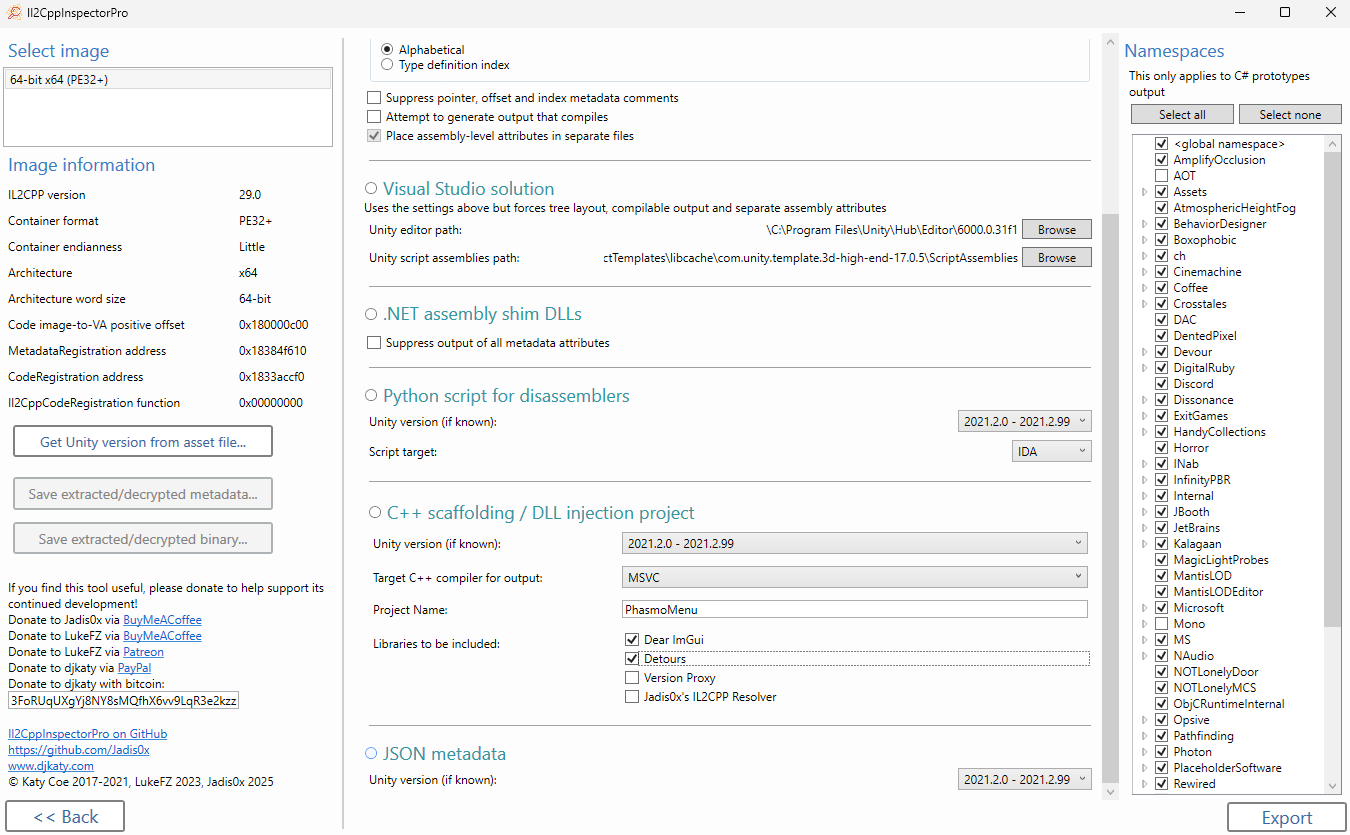 Il2CppInspectorPro
Select image
64-bit x64 (PE32+)
Image information
IL2CPP version 29.0
Container format PE32+
Container endianness Little
Architecture x64
Architecture word size 64-bit
Code image-to-VA positive offset 0x180000c00
MetadataRegistration address 0x18384f610
CodeRegistration address 0x1833accf0
Il2CppCodeRegistration function 0x00000000
Get Unity version from asset file...
Save extracted/decrypted metadata...
Save extracted/decrypted binary...
If you find this tool useful, please donate to help support its
continued development!
Donate to Jadis0x via BuyMeACoffee
Donate to LukeFZ via BuyMeACoffee
Donate to LukeFZ via Patreon
Donate to djkaty via PayPal
Donate to djkaty with bitcoin:
3FoRUqUXgYj8NY8sMQfhX6vv9LqR3e2kzz
Il2CppInspectorPro on GitHub
https://github.com/Jadis0x
www.djkaty.com
© Katy Coe 2017-2021, LukeFZ 2023, Jadis0x 2025
<< Back
Alphabetical
Type definition index
Suppress pointer, offset and index metadata comments
Attempt to generate output that compiles
Place assembly-level attributes in separate files
Visual Studio solution
Uses the settings above but forces tree layout, compilable output and separate assembly attributes
Unity editor path: \C:\Program Files\Unity\Hub\Editor\6000.0.31f1 Browse
Unity script assemblies path: ctTemplates\libcache\com.unity.template.3d-high-end-17.0.5\ScriptAssemblies Browse
.NET assembly shim DLLs
Suppress output of all metadata attributes
Python script for disassemblers
Unity version (if known): 2021.2.0 - 2021.2.99
Script target: IDA
C++ scaffolding / DLL injection project
Unity version (if known): 2021.2.0 - 2021.2.99
Target C++ compiler for output: MSVC
Project Name: PhasmoMenu
Libraries to be included: Dear ImGui
Detours
Version Proxy
Jadis0x's IL2CPP Resolver
JSON metadata
Unity version (if known): 2021.2.0 - 2021.2.99
Namespaces
This only applies to C# prototypes
output
Select all Select none
<global namespace>
AmplifyOcclusion
AOT
Assets
AtmosphericHeightFog
BehaviorDesigner
Boxophobic
ch
Cinemachine
Coffee
Crosstales
DAC
DentedPixel
Devour
DigitalRuby
Discord
Dissonance
ExitGames
HandyCollections
Horror
INab
InfinityPBR
Internal
JBooth
JetBrains
Kalagaan
MagicLightProbes
MantisLOD
MantisLODEditor
Microsoft
Mono
MS
NAudio
NOTLonelyDoor
NOTLonelyMCS
ObjCRuntimeInternal
Opsive
Pathfinding
Photon
PlaceholderSoftware
Rewired
Export